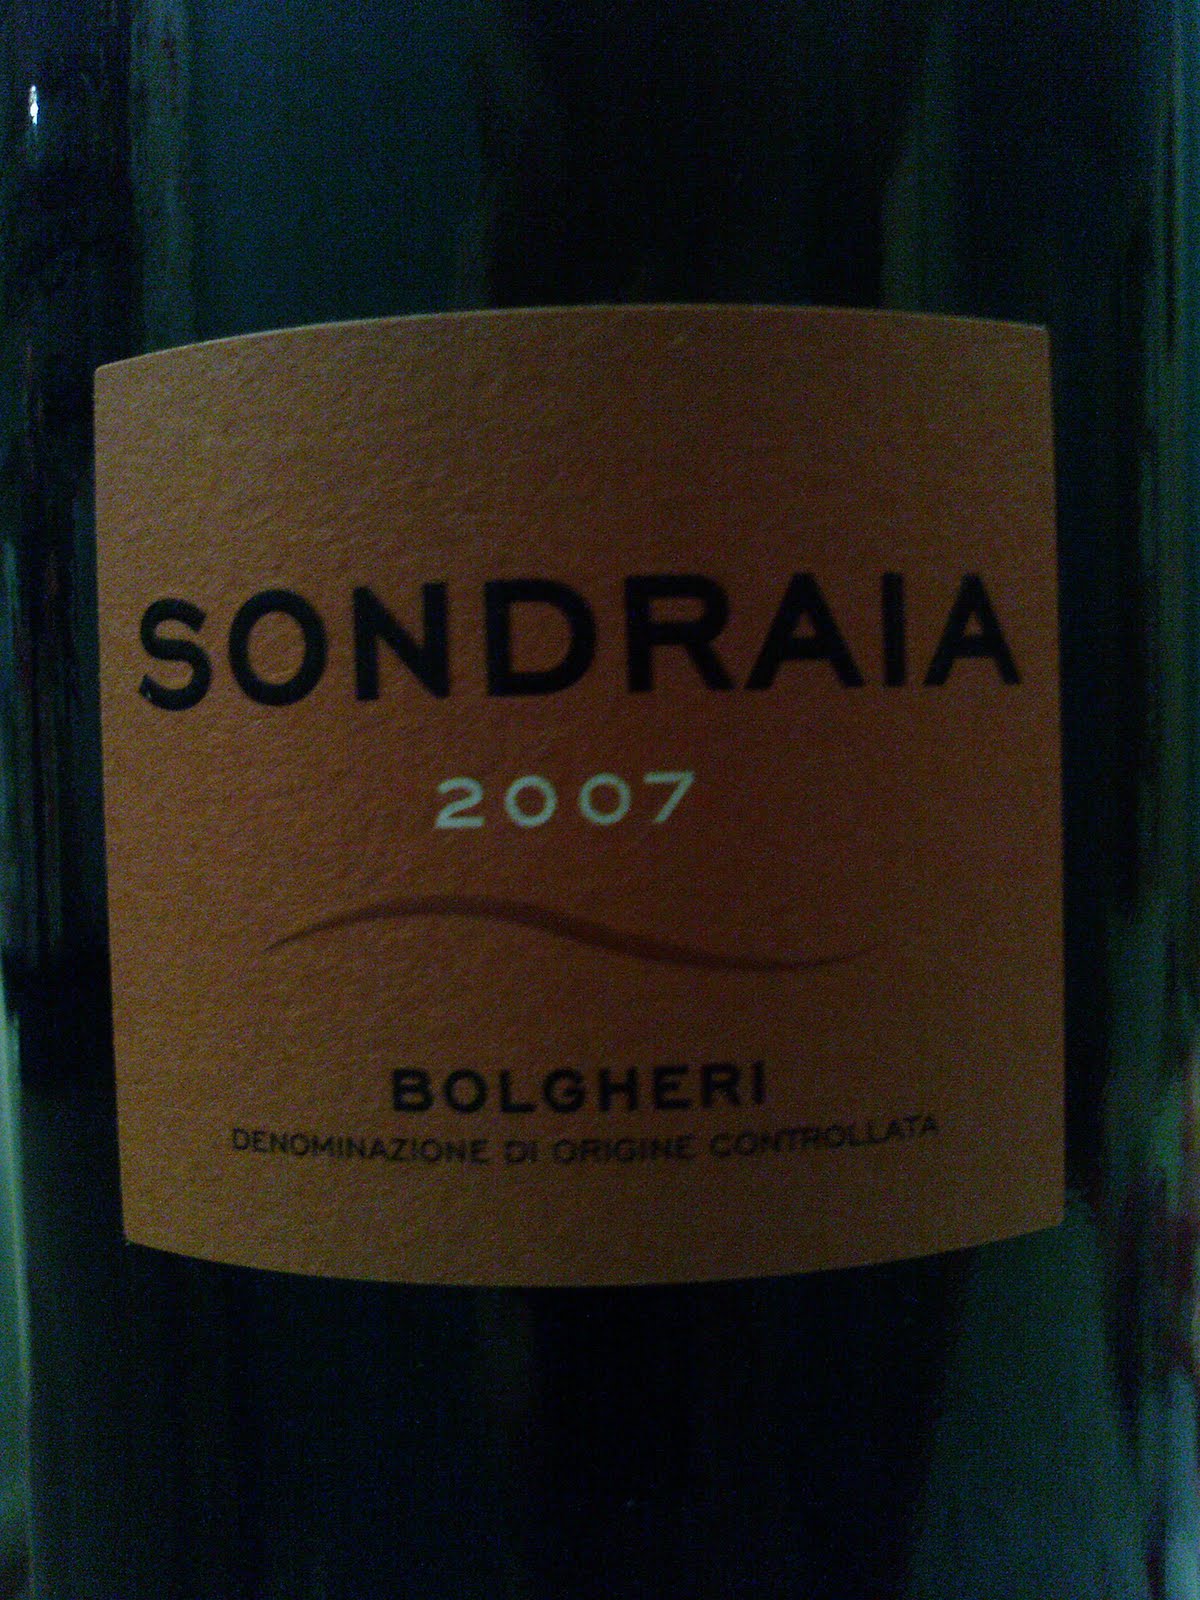 SONDRAIA
2007
BOLGHERI
DENOMINAZIONE DI ORIGINE CONTROLLATA